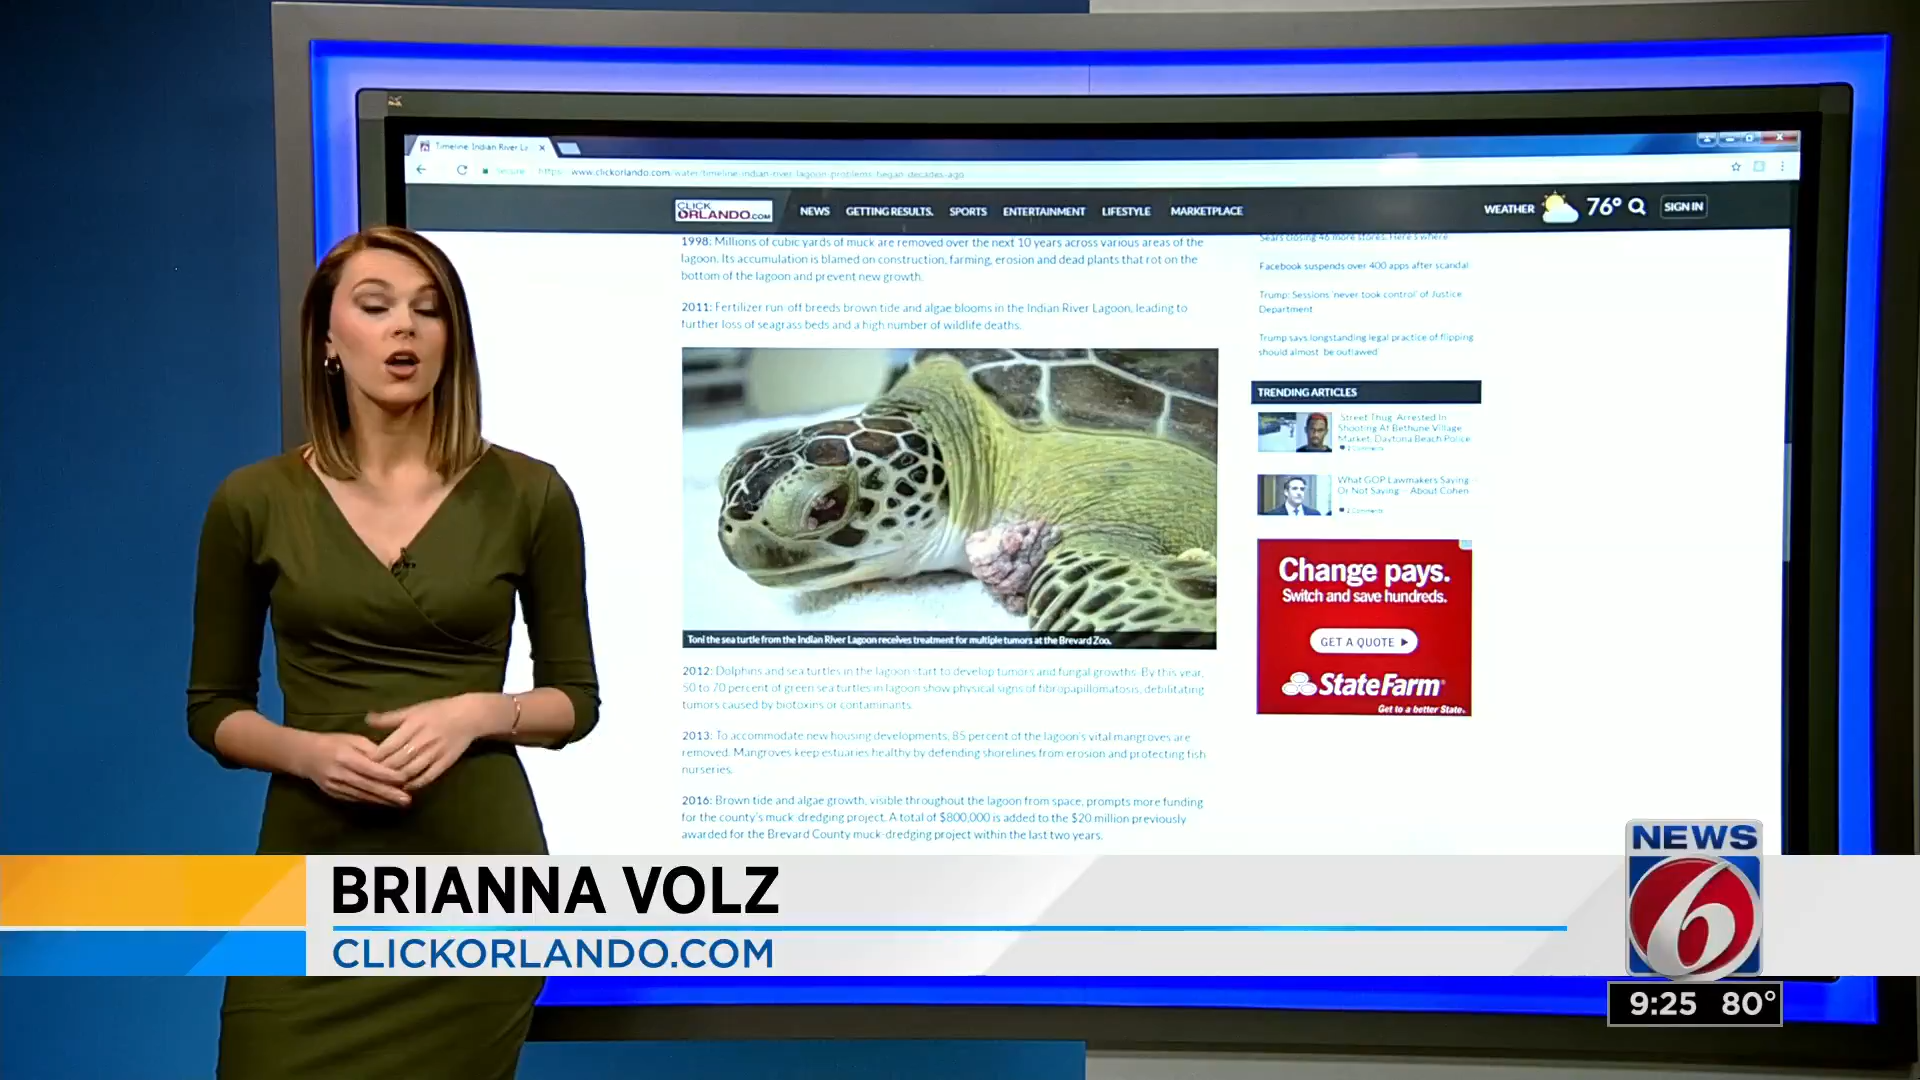 Timeline: Indian River La
Secure
https://www.clickorlando.com/water/timeline-indian-river-lagoon-problems-began-decades-ago
CLICK
ORLANDO.COM
NEWS GETTING RESULTS. SPORTS ENTERTAINMENT LIFESTYLE MARKETPLACE
WEATHER 76° SIGN IN
1998: Millions of cubic yards of muck are removed over the next 10 years across various areas of the
lagoon. Its accumulation is blamed on construction, farming, erosion and dead plants that rot on the
bottom of the lagoon and prevent new growth.
2011: Fertilizer run-off breeds brown tide and algae blooms in the Indian River Lagoon, leading to
further loss of seagrass beds and a high number of wildlife deaths.
Toni the sea turtle from the Indian River Lagoon receives treatment for multiple tumors at the Brevard Zoo.
2012: Dolphins and sea turtles in the lagoon start to develop tumors and fungal growths. By this year,
50 to 70 percent of green sea turtles in lagoon show physical signs of fibropapillomatosis, debilitating
tumors caused by biotoxins or contaminants.
2013: To accommodate new housing developments, 85 percent of the lagoon's vital mangroves are
removed. Mangroves keep estuaries healthy by defending shorelines from erosion and protecting fish
nurseries.
2016: Brown tide and algae growth, visible throughout the lagoon from space, prompts more funding
for the county's muck-dredging project. A total of $800,000 is added to the $20 million previously
awarded for the Brevard County muck-dredging project within the last two years.
Sears closing 46 more stores. Here's where
Facebook suspends over 400 apps after scandal
Trump: Sessions 'never took control' of Justice
Department
Trump says longstanding legal practice of flipping
should almost 'be outlawed'
TRENDING ARTICLES
'Street Thug' Arrested In
Shooting At Bethune Village
Market: Daytona Beach Police
2 Comments
What GOP Lawmakers Saying --
Or Not Saying -- About Cohen
2 Comments
Change pays.
Switch and save hundreds.
GET A QUOTE
StateFarm
Get to a better State.
BRIANNA VOLZ
CLICKORLANDO.COM
NEWS
6
9:25 80°